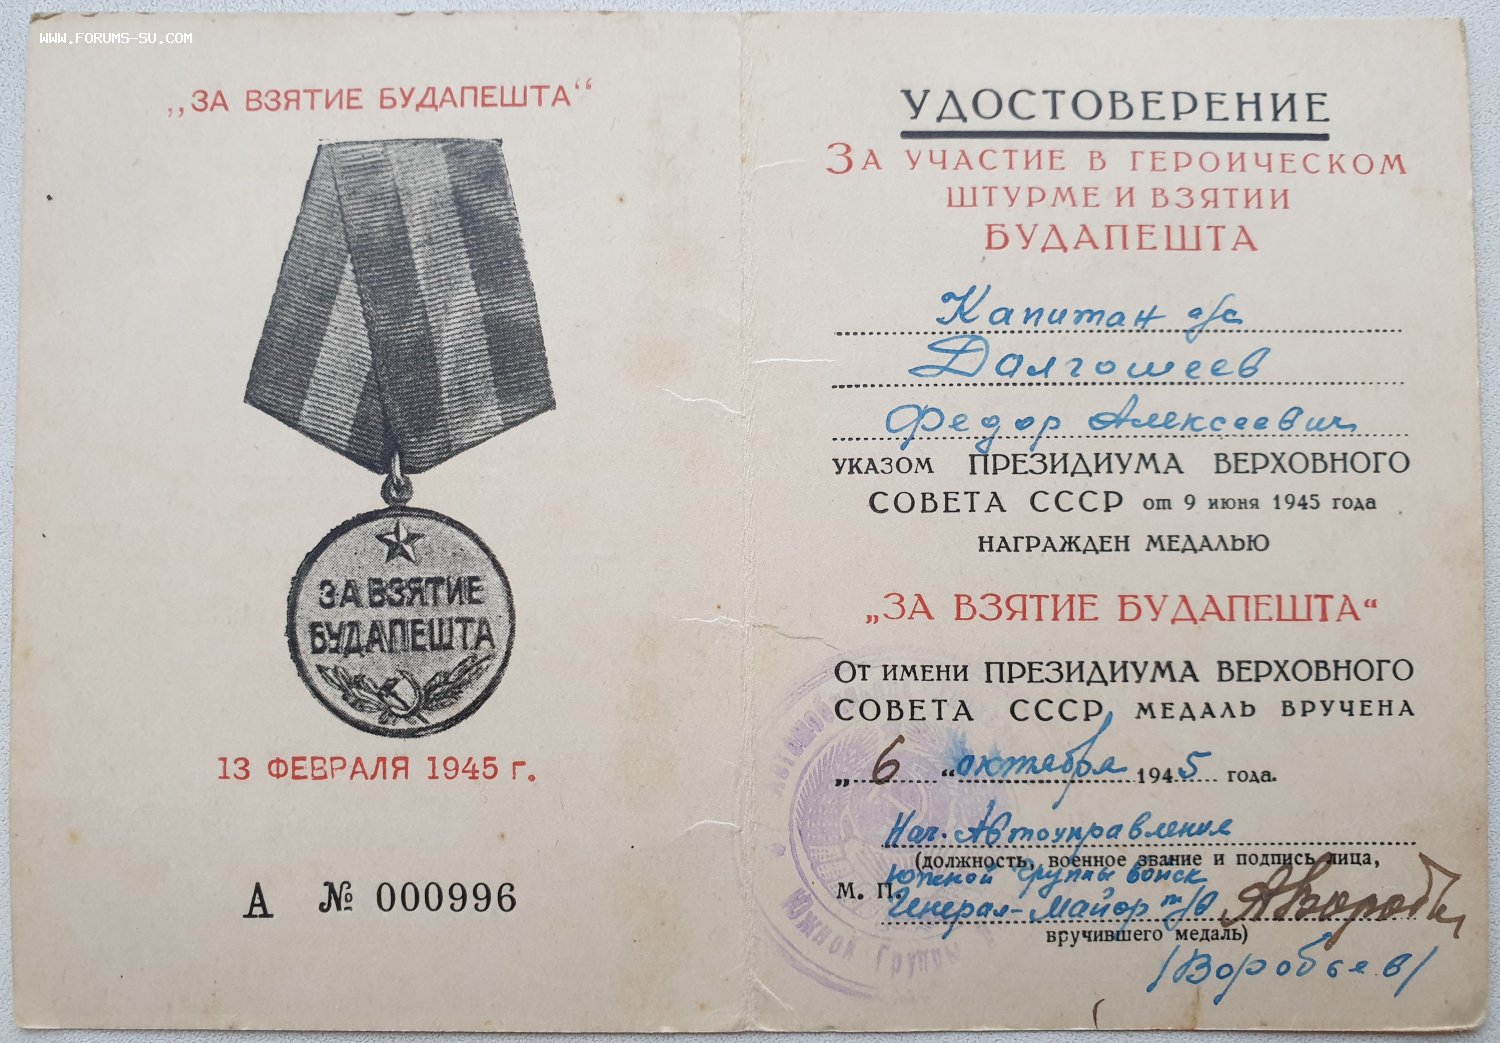 WWW.FORUMS-SU.COM
„ЗА ВЗЯТИЕ БУДАПЕШТА“
ЗА ВЗЯТИЕ
БУДАПЕШТА
13 ФЕВРАЛЯ 1945 г.
А № 000996
УДОСТОВЕРЕНИЕ
ЗА УЧАСТИЕ В ГЕРОИЧЕСКОМ
ШТУРМЕ И ВЗЯТИИ
БУДАПЕШТА
Капитан а/с
Далгошеев
Федор Алексеевич
УКАЗОМ ПРЕЗИДИУМА ВЕРХОВНОГО
СОВЕТА СССР от 9 июня 1945 года
НАГРАЖДЕН МЕДАЛЬЮ
„ЗА ВЗЯТИЕ БУДАПЕШТА“
ОТ ИМЕНИ ПРЕЗИДИУМА ВЕРХОВНОГО
СОВЕТА СССР МЕДАЛЬ ВРУЧЕНА
„6“ октября 1945 года.
Нач. Автоуправления
(должность, военное звание и подпись лица,
Южной Группы войск
М. П.
Генерал-Майор т/в
вручившего медаль)
/Воробьев/
Южной Группы